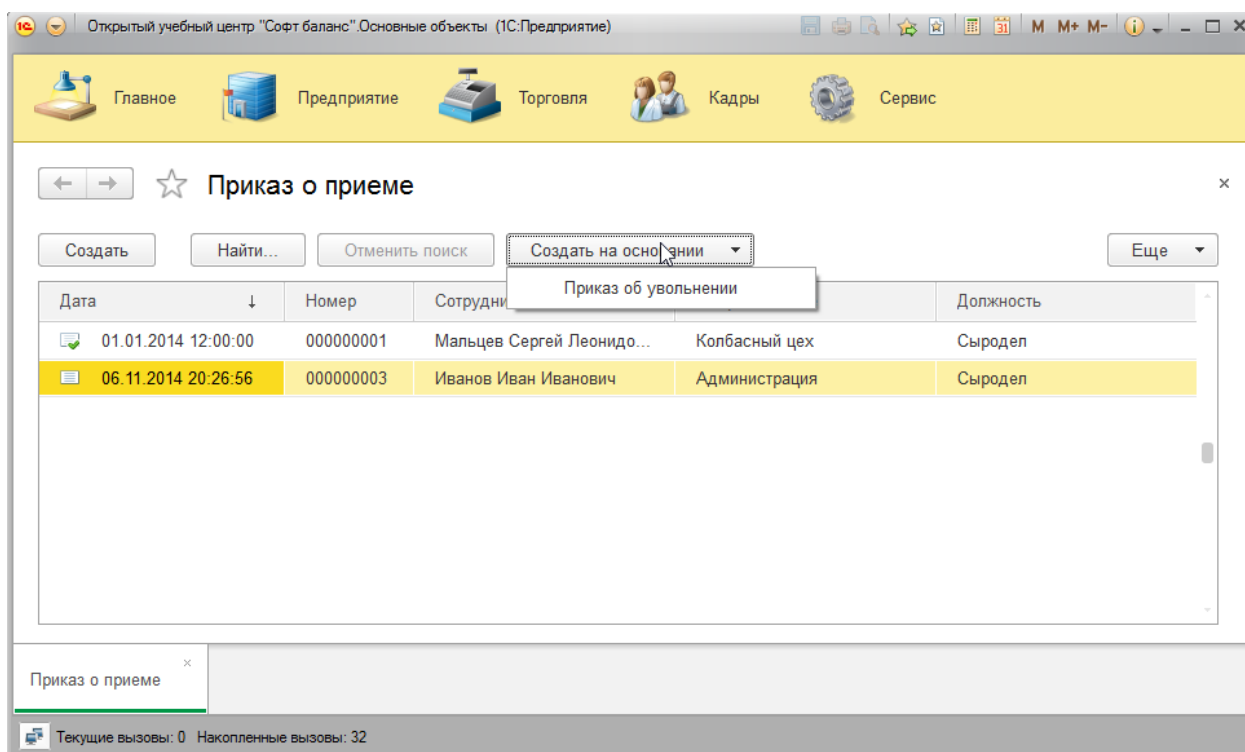 Открытый учебный центр "Софт баланс".Основные объекты (1С:Предприятие)
M M+ M-
Главное Предприятие Торговля Кадры Сервис
Приказ о приеме
Создать Найти... Отменить поиск Создать на основании Еще
Приказ об увольнении
Дата ↓ Номер Должность
01.01.2014 12:00:00 000000001 Мальцев Сергей Леонидо... Колбасный цех Сыродел
06.11.2014 20:26:56 000000003 Иванов Иван Иванович Администрация Сыродел
Приказ о приеме
Текущие вызовы: 0 Накопленные вызовы: 32